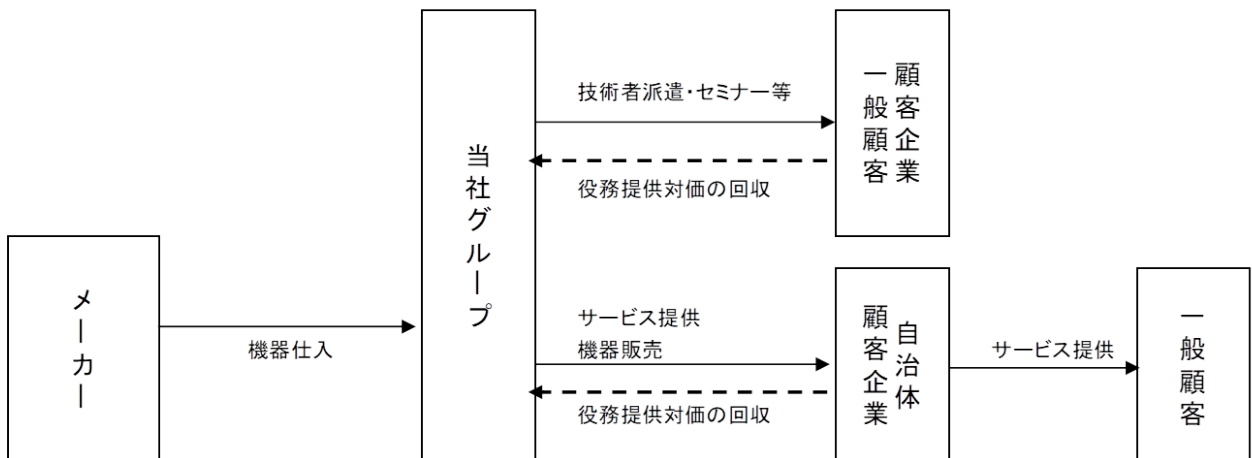 メーカー
機器仕入
当社グループ
技術者派遣・セミナー等
役務提供対価の回収
顧客企業
一般顧客
サービス提供
機器販売
役務提供対価の回収
自治体
顧客企業
サービス提供
一般顧客